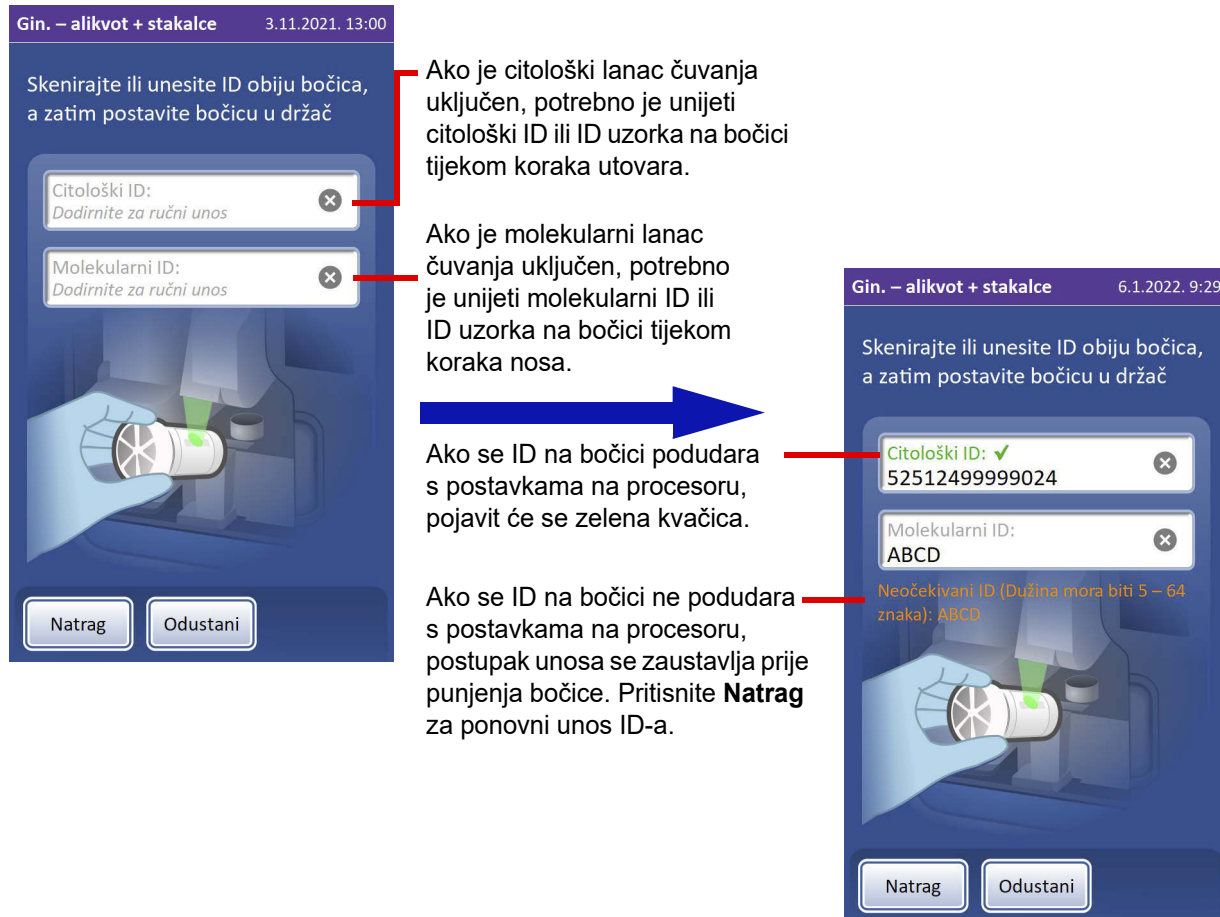 Gin. – alikvot + stakalce 3.11.2021. 13:00
Skenirajte ili unesite ID obiju bočica,
a zatim postavite bočicu u držač
Citološki ID:
Dodirnite za ručni unos
Molekularni ID:
Dodirnite za ručni unos
Natrag
Odustani
Ako je citološki lanac čuvanja
uključen, potrebno je unijeti
citološki ID ili ID uzorka na bočici
tijekom koraka utovara.
Ako je molekularni lanac
čuvanja uključen, potrebno
je unijeti molekularni ID ili
ID uzorka na bočici tijekom
koraka nosa.
Ako se ID na bočici podudara
s postavkama na procesoru,
pojavit će se zelena kvačica.
Ako se ID na bočici ne podudara
s postavkama na procesoru,
postupak unosa se zaustavlja prije
punjenja bočice. Pritisnite Natrag
za ponovni unos ID-a.
Gin. – alikvot + stakalce 6.1.2022. 9:29
Skenirajte ili unesite ID obiju bočica,
a zatim postavite bočicu u držač
Citološki ID: ✓
52512499999024
Molekularni ID:
ABCD
Neočekivani ID (Dužina mora biti 5 – 64
znaka): ABCD
Natrag
Odustani